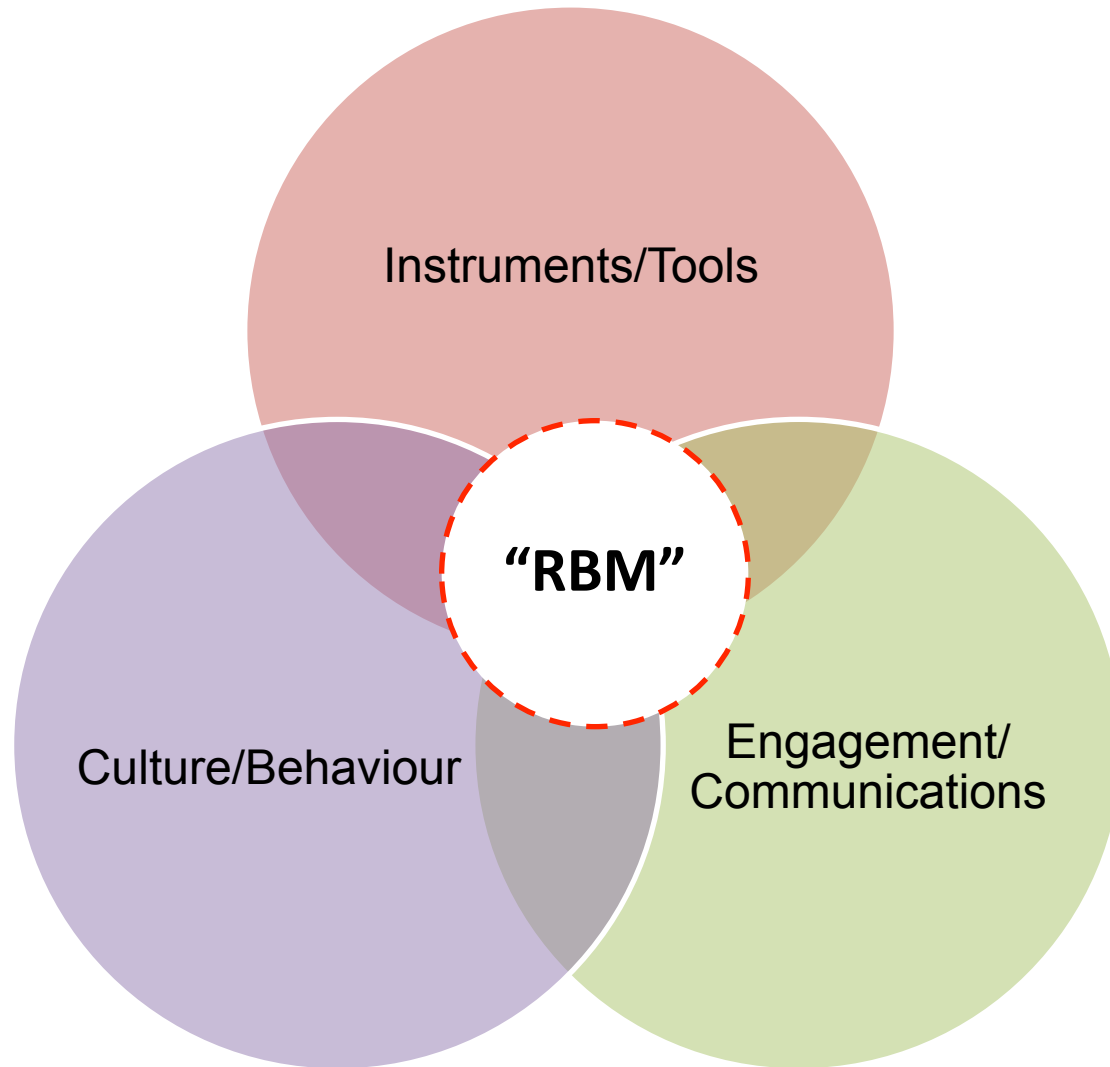 Instruments/Tools
“RBM”
Culture/Behaviour
Engagement/
Communications